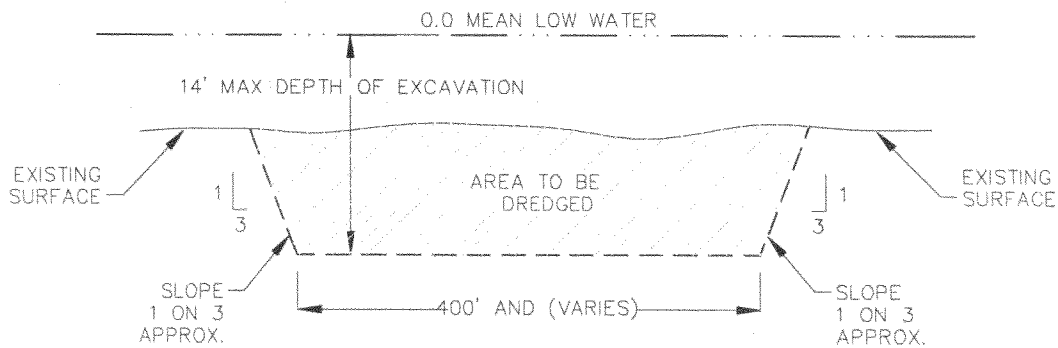 0.0 MEAN LOW WATER
14' MAX DEPTH OF EXCAVATION
EXISTING
SURFACE
1
3
AREA TO BE
DREDGED
1
3
EXISTING
SURFACE
SLOPE
1 ON 3
APPROX.
400' AND (VARIES)
SLOPE
1 ON 3
APPROX.